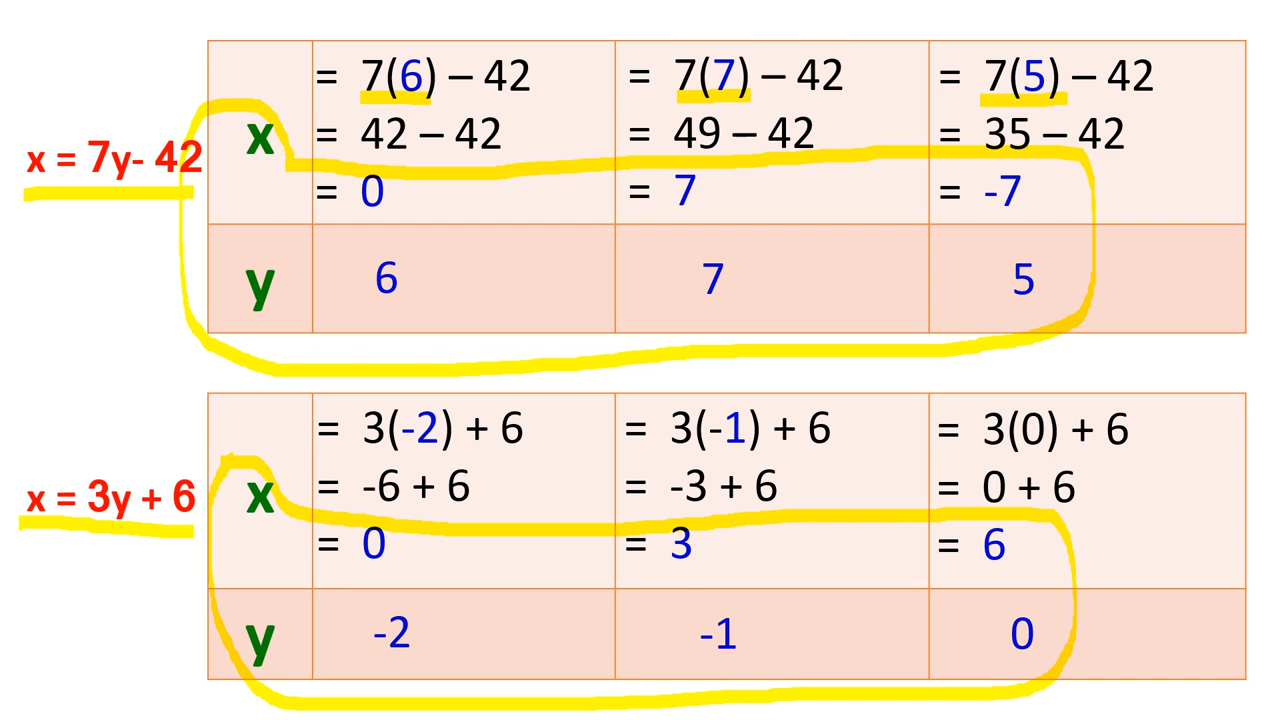 x = 7y- 42
x
= 7(6) – 42
= 42 – 42
= 0
= 7(7) – 42
= 49 – 42
= 7
= 7(5) – 42
= 35 – 42
= -7
y 6 7 5
x = 3y + 6
x
= 3(-2) + 6
= -6 + 6
= 0
= 3(-1) + 6
= -3 + 6
= 3
= 3(0) + 6
= 0 + 6
= 6
y -2 -1 0